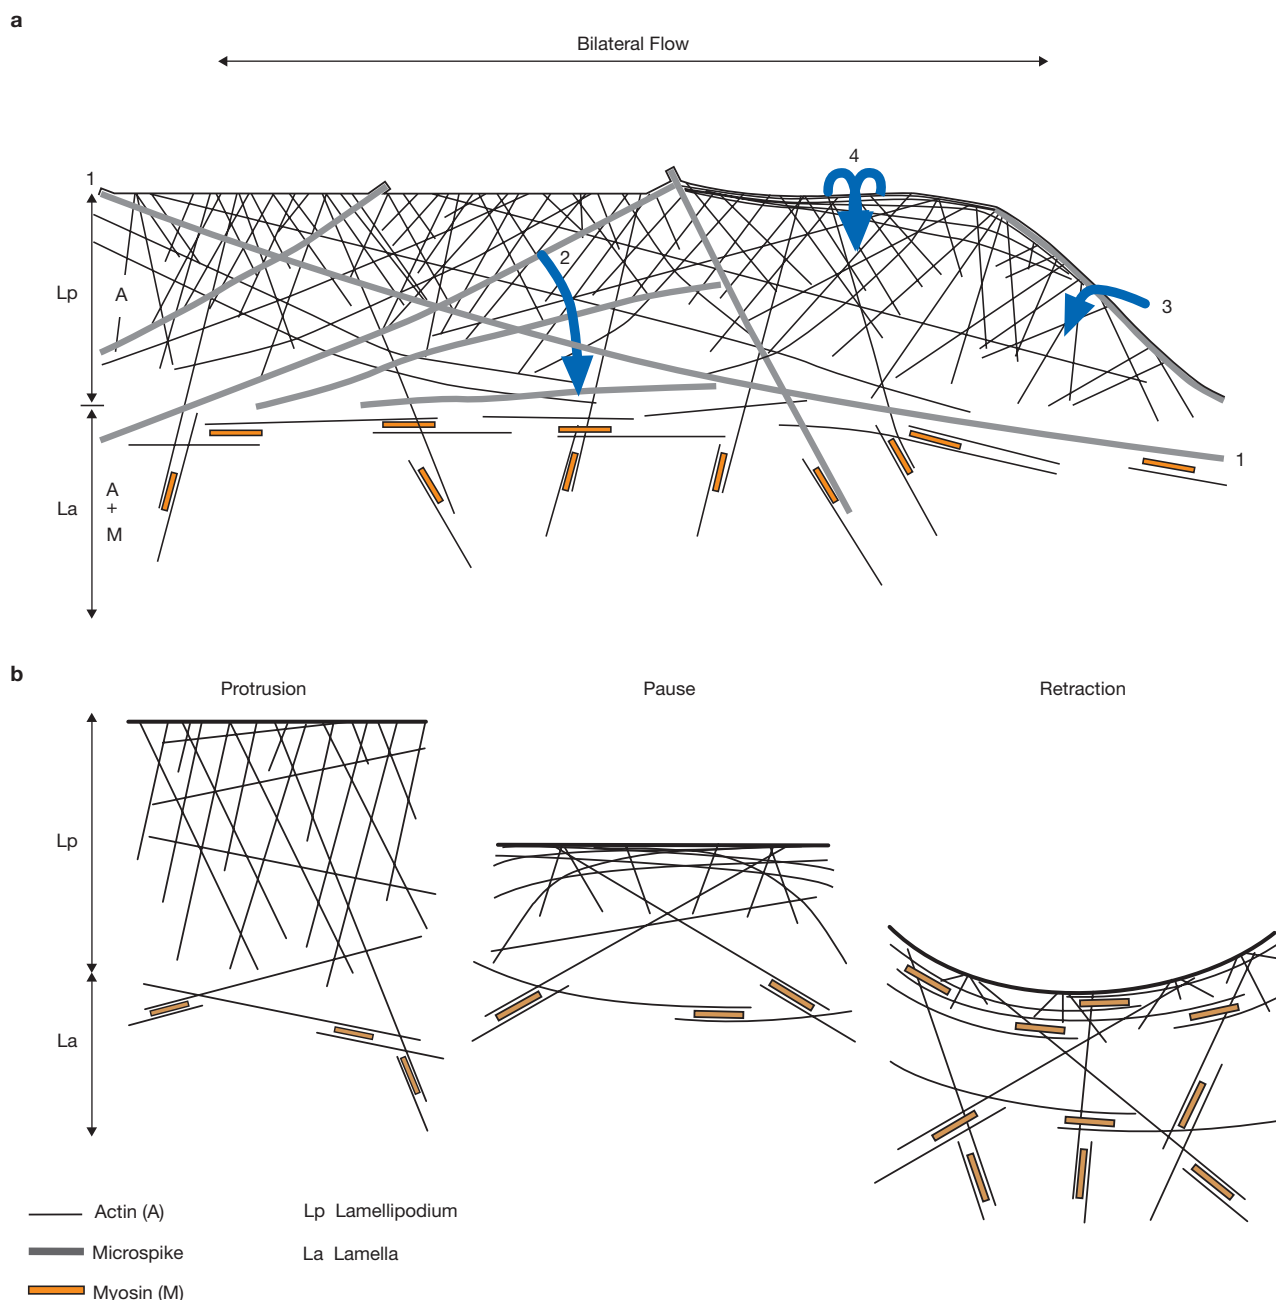 a
Bilateral Flow
4
1
2
3
Lp
A
1
La
A
+
M
b
Protrusion
Pause
Retraction
Lp
La
Actin (A)
Lp Lamellipodium
Microspike
La Lamella
Myosin (M)